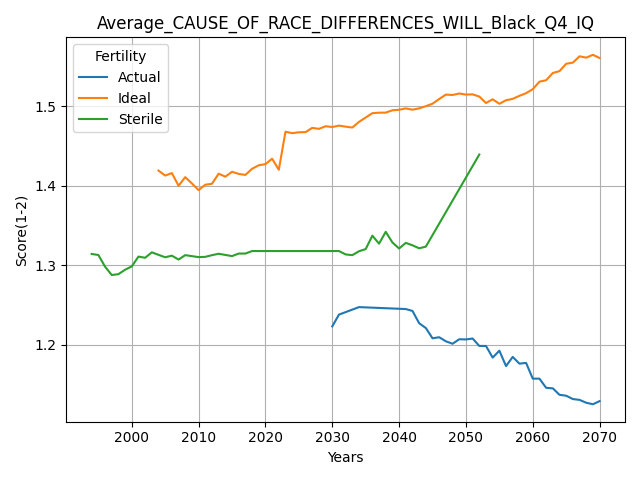 Average_CAUSE_OF_RACE_DIFFERENCES_WILL_Black_Q4_IQ
Fertility
Actual
Ideal
Sterile
Score(1-2)
1.5
1.4
1.3
1.2
2000 2010 2020 2030 2040 2050 2060 2070
Years